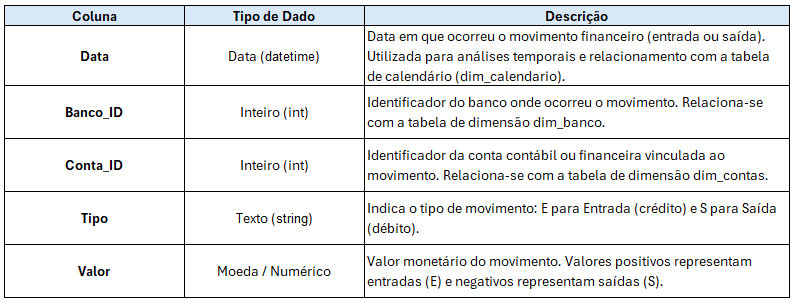 Coluna Tipo de Dado Descrição
Data Data (datetime) Data em que ocorreu o movimento financeiro (entrada ou saída).
Utilizada para análises temporais e relacionamento com a tabela
de calendário (dim_calendario).
Banco_ID Inteiro (int) Identificador do banco onde ocorreu o movimento. Relaciona-se
com a tabela de dimensão dim_banco.
Conta_ID Inteiro (int) Identificador da conta contábil ou financeira vinculada ao
movimento. Relaciona-se com a tabela de dimensão dim_contas.
Tipo Texto (string) Indica o tipo de movimento: E para Entrada (crédito) e S para Saída
(débito).
Valor Moeda / Numérico Valor monetário do movimento. Valores positivos representam
entradas (E) e negativos representam saídas (S).